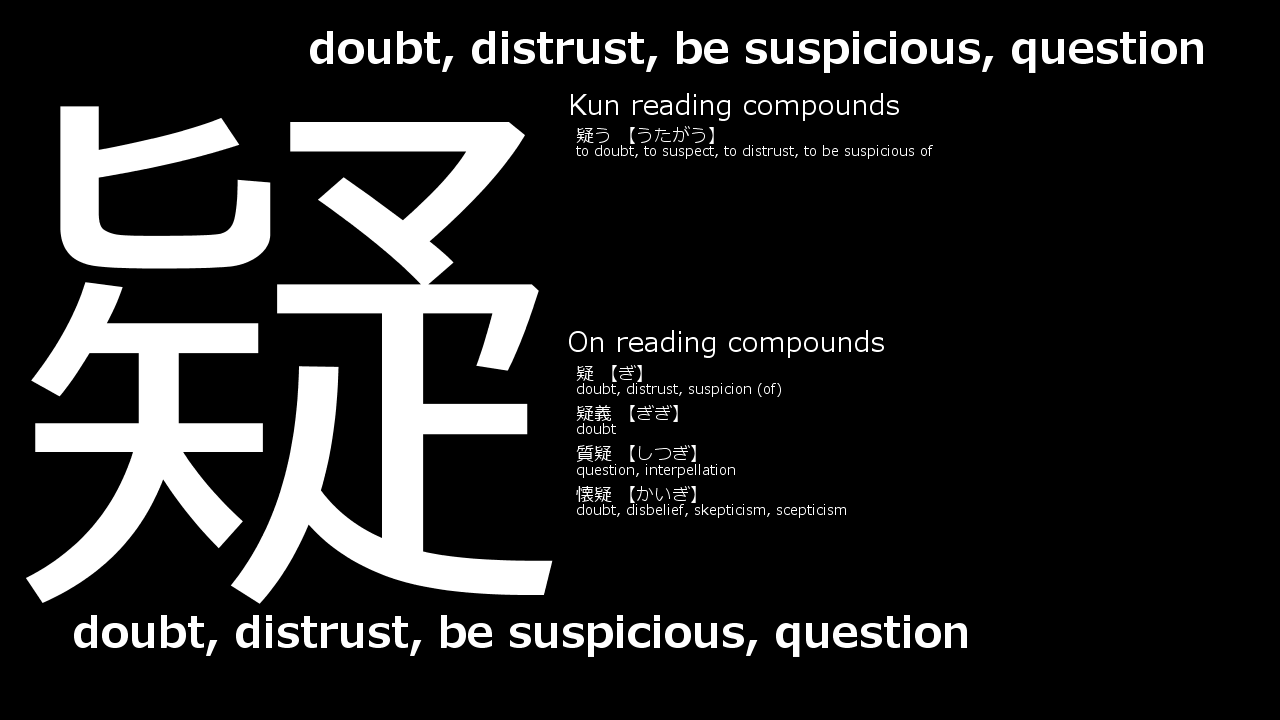 doubt, distrust, be suspicious, question
疑
Kun reading compounds
疑う 【うたがう】
to doubt, to suspect, to distrust, to be suspicious of
On reading compounds
疑 【ぎ】
doubt, distrust, suspicion (of)
疑義 【ぎぎ】
doubt
質疑 【しつぎ】
question, interpellation
懐疑 【かいぎ】
doubt, disbelief, skepticism, scepticism
doubt, distrust, be suspicious, question